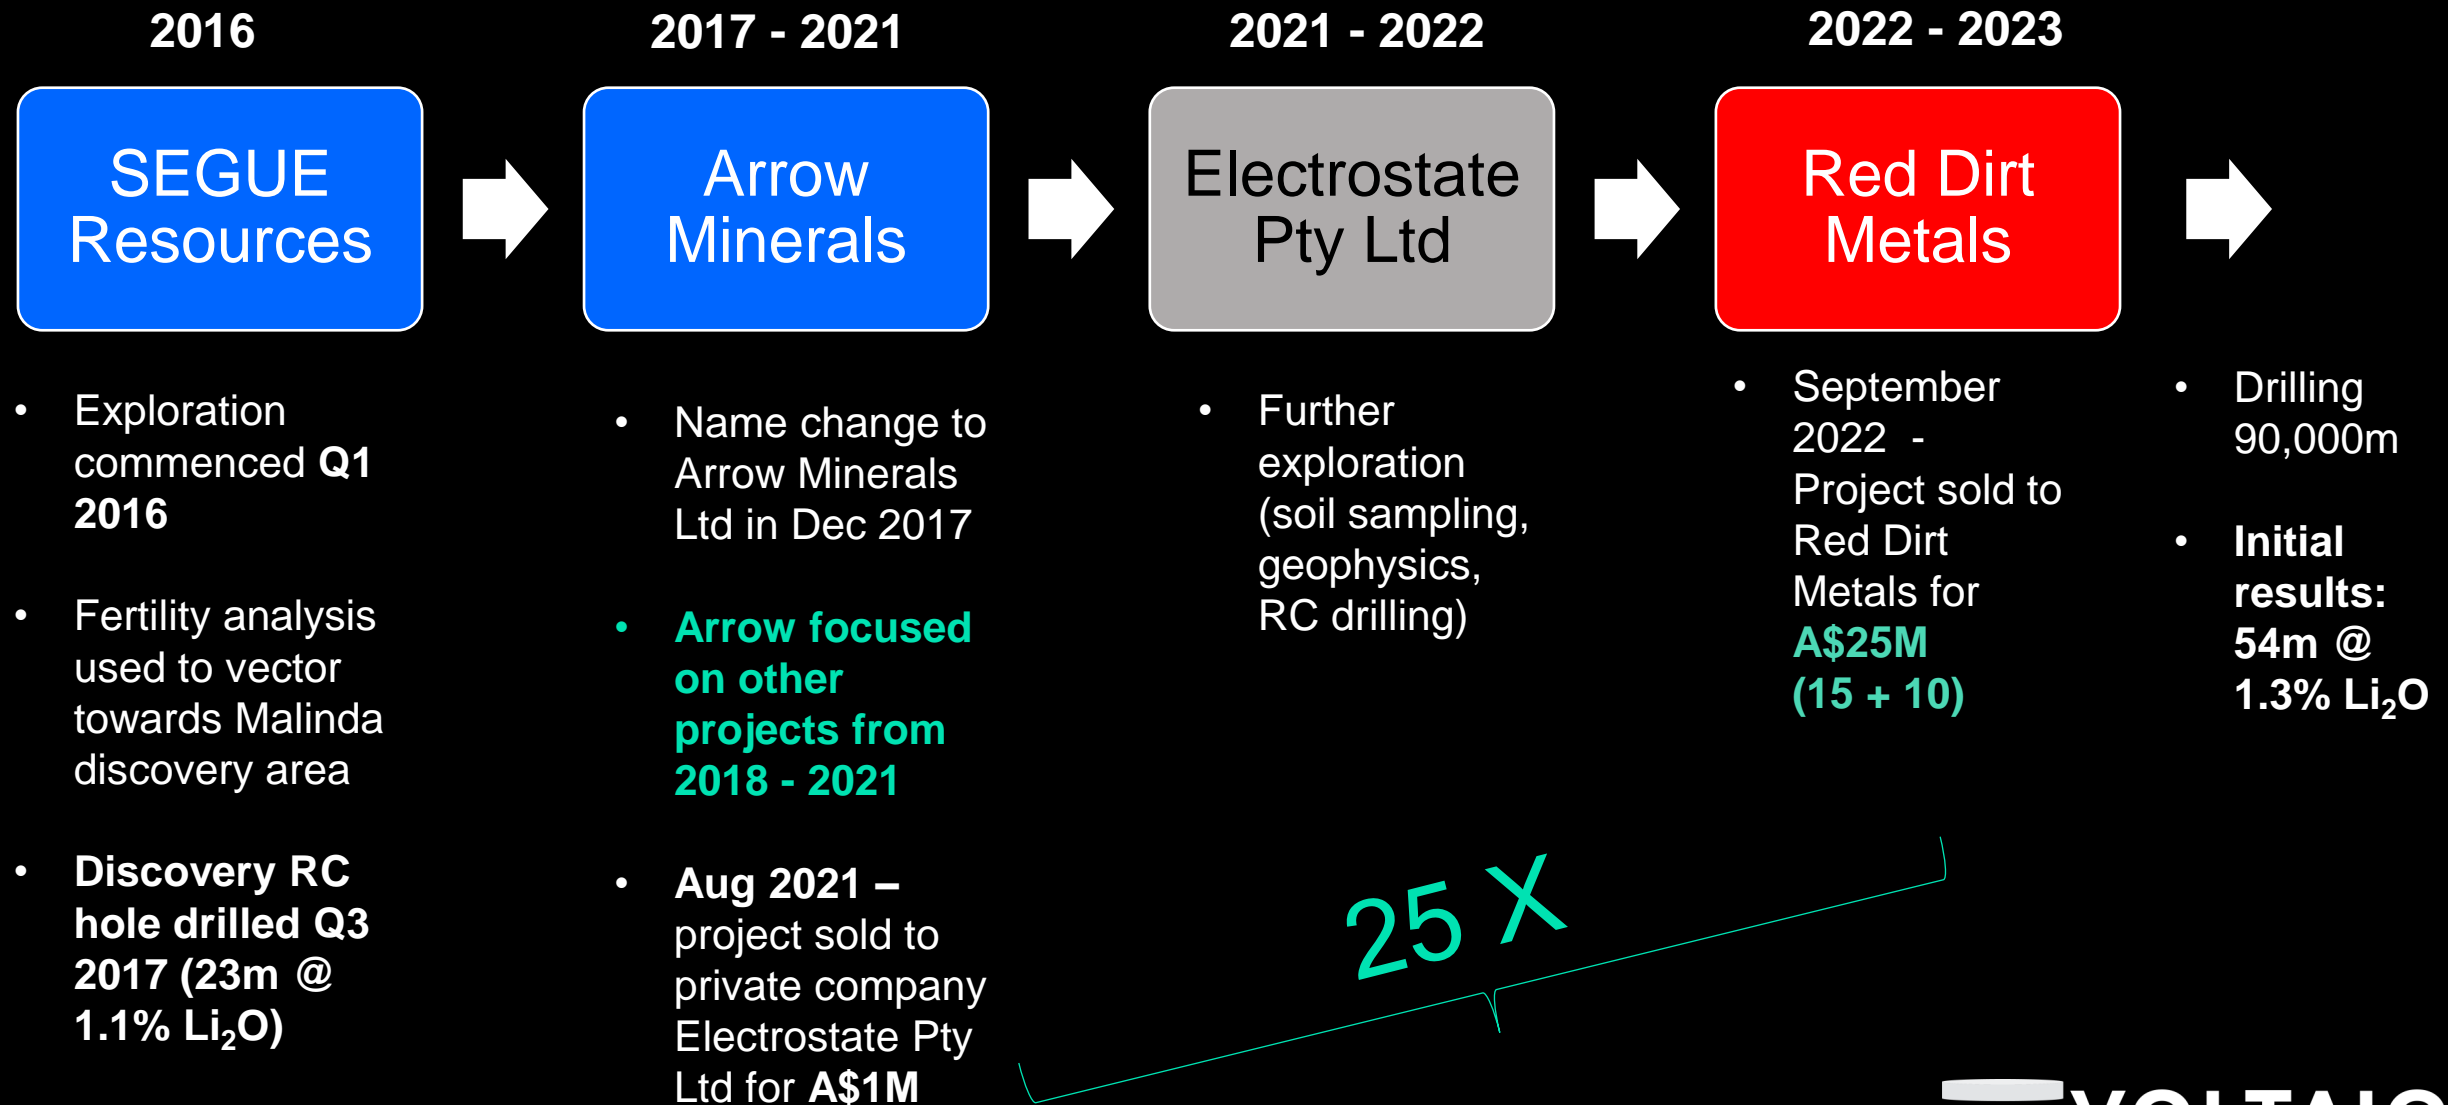 2016
SEGUE
Resources
• Exploration
commenced Q1
2016
• Fertility analysis
used to vector
towards Malinda
discovery area
• Discovery RC
hole drilled Q3
2017 (23m @
1.1% Li₂O)
2017 - 2021
Arrow
Minerals
• Name change to
Arrow Minerals
Ltd in Dec 2017
• Arrow focused
on other
projects from
2018 - 2021
• Aug 2021 –
project sold to
private company
Electrostate Pty
Ltd for A$1M
2021 - 2022
Electrostate
Pty Ltd
• Further
exploration
(soil sampling,
geophysics,
RC drilling)
2022 - 2023
Red Dirt
Metals
• September
2022 -
Project sold to
Red Dirt
Metals for
A$25M
(15 + 10)
• Drilling
90,000m
• Initial
results:
54m @
1.3% Li₂O
25 X
VOLTAIC